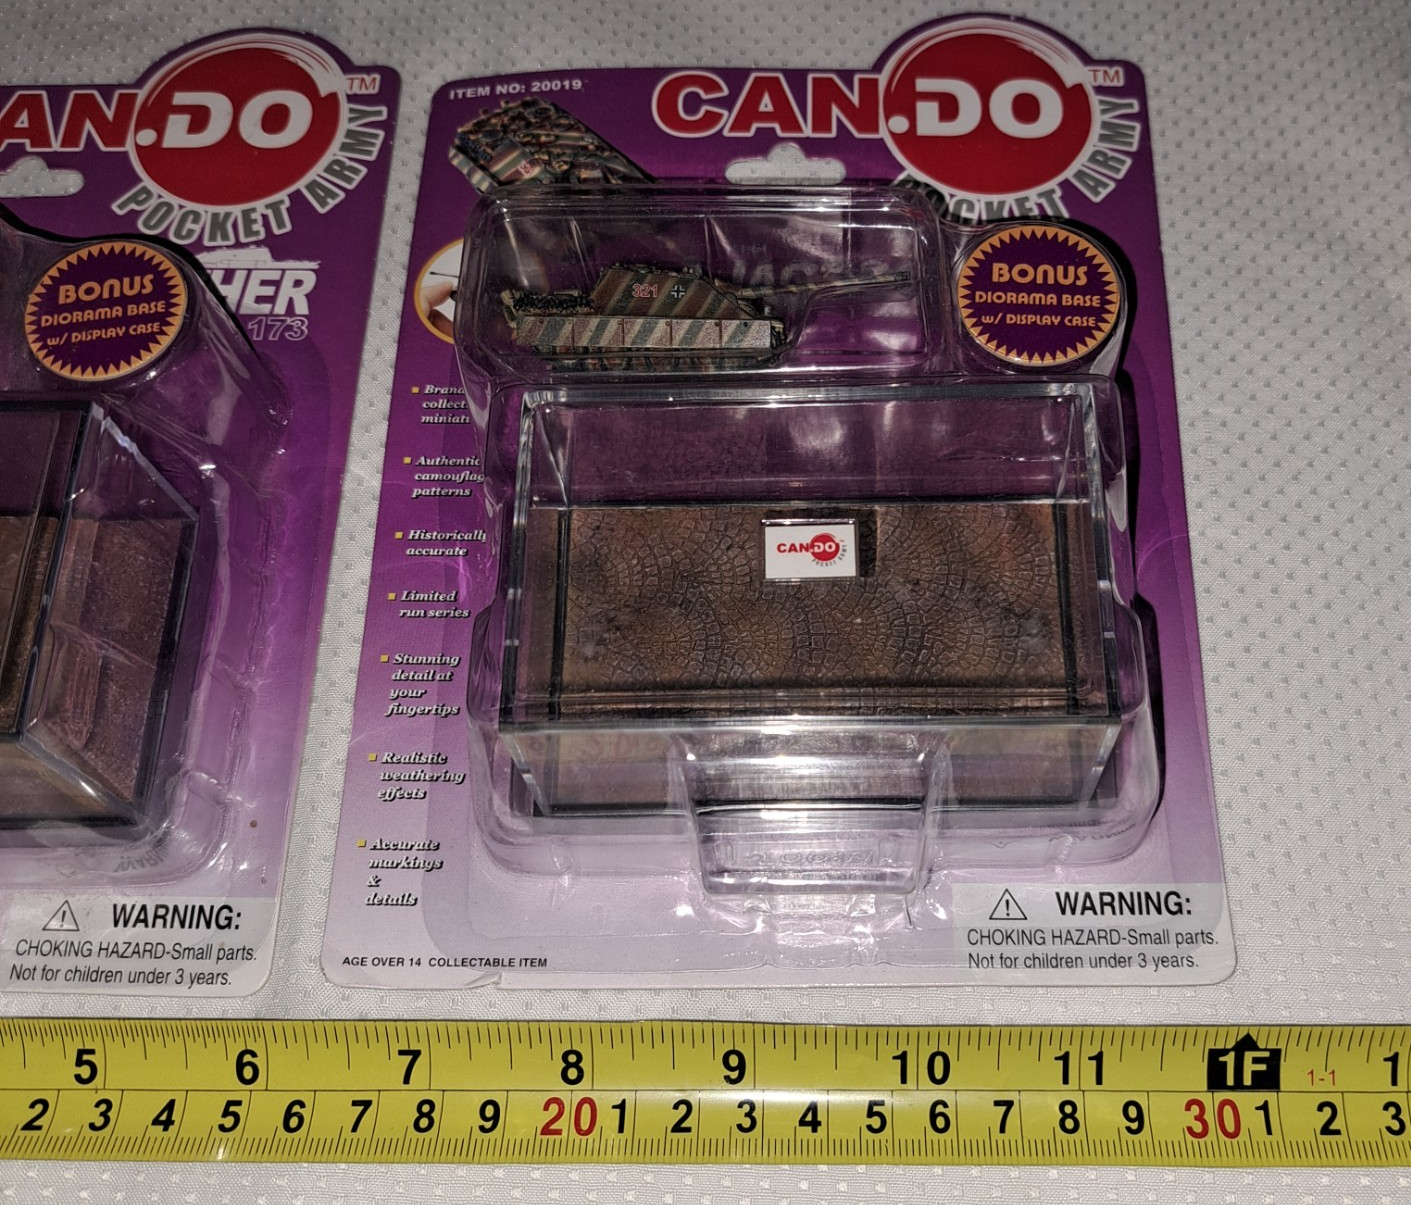 AN.DO TM
POCKET ARMY
BONUS
DIORAMA BASE
w/ DISPLAY CASE
HER
173
WARNING:
CHOKING HAZARD-Small parts.
Not for children under 3 years.
ITEM NO: 20019
CAN.DO TM
CKET ARMY
321
BONUS
DIORAMA BASE
w/ DISPLAY CASE
Brand
collect
miniat
Authentic
camouflag
patterns
Historically
accurate
Limited
run series
Stunning
detail at
your
fingertips
Realistic
weathering
effects
Accurate
markings
&
details
CAN.DO
POCKET ARMY
AGE OVER 14 COLLECTABLE ITEM
WARNING:
CHOKING HAZARD-Small parts.
Not for children under 3 years.
5 6 7 8 9 10 11 1F 1-1 1
2 3 4 5 6 7 8 9 20 1 2 3 4 5 6 7 8 9 30 1 2 3